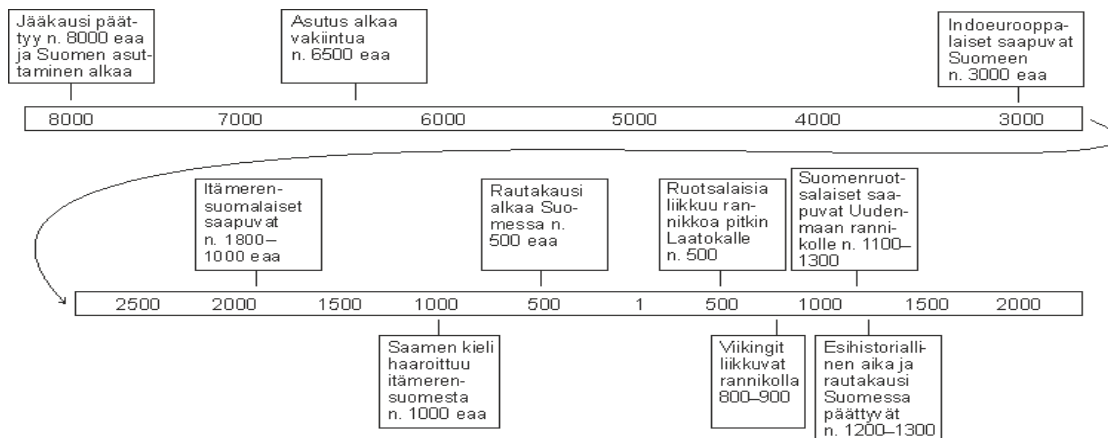 Jääkausi päät-
tyy n. 8000 eaa
ja Suomen asut-
taminen alkaa
Asutus alkaa
vakiintua
n. 6500 eaa
Indoeurooppa-
laiset saapuvat
Suomeen
n. 3000 eaa
8000 7000 6000 5000 4000 3000
Itämeren-
suomalaiset
saapuvat
n. 1800–
1000 eaa
Rautakausi
alkaa Suo-
messa n.
500 eaa
Ruotsalaisia
liikkuu ran-
nikkoa pitkin
Laatokalle
n. 500
Suomenruot-
salaiset saa-
puvat Uuden-
maan ranni-
kolle n. 1100–
1300
2500 2000 1500 1000 500 1 500 1000 1500 2000
Saamen kieli
haaroittuu
itämeren-
suomesta
n. 1000 eaa
Viikingit
liikkuvat
rannikolla
800–900
Esihistorialli-
nen aika ja
rautakausi
Suomessa
päättyvät
n. 1200–1300